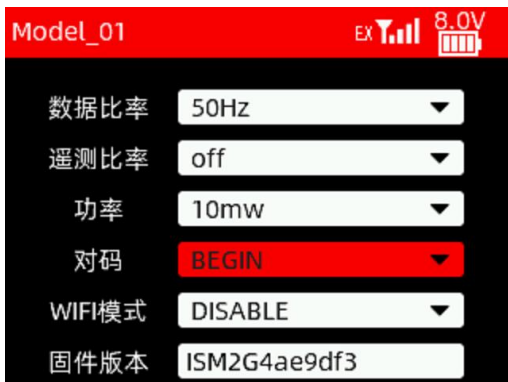 Model_01 EX 8.0V
数据比率 50Hz
遥测比率 off
功率 10mw
对码 BEGIN
WIFI模式 DISABLE
固件版本 ISM2G4ae9df3